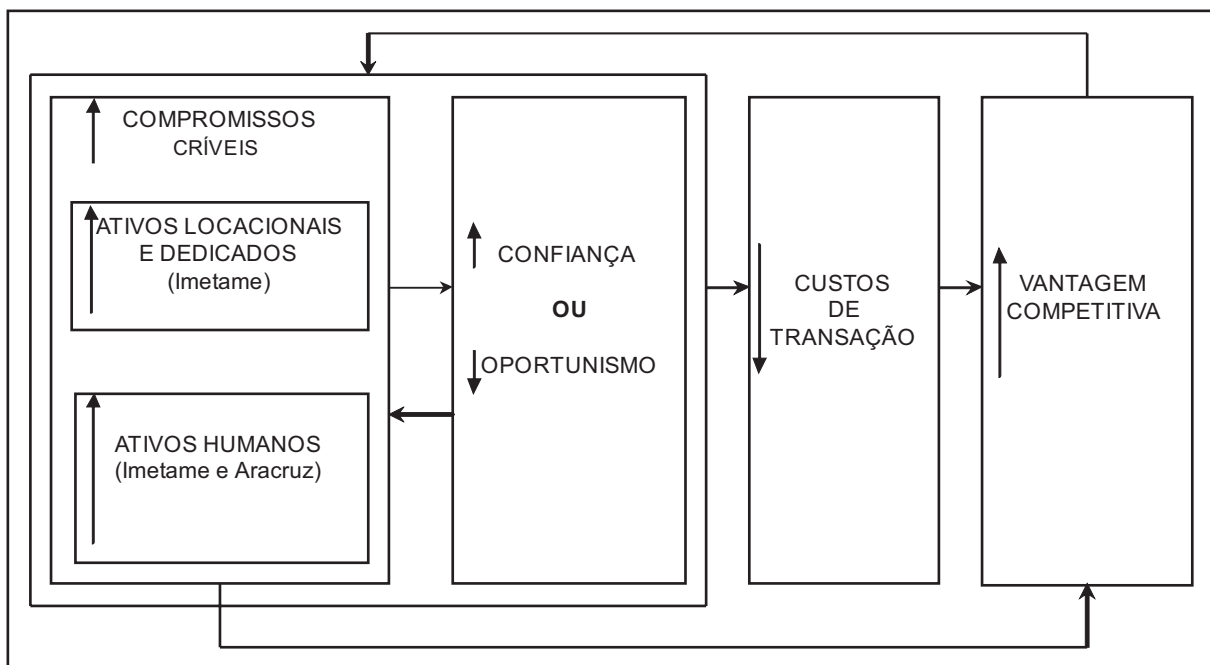 COMPROMISSOS
CRÍVEIS
ATIVOS LOCACIONAIS
E DEDICADOS
(Imetame)
ATIVOS HUMANOS
(Imetame e Aracruz)
CONFIANÇA
OU
OPORTUNISMO
CUSTOS
DE
TRANSAÇÃO
VANTAGEM
COMPETITIVA